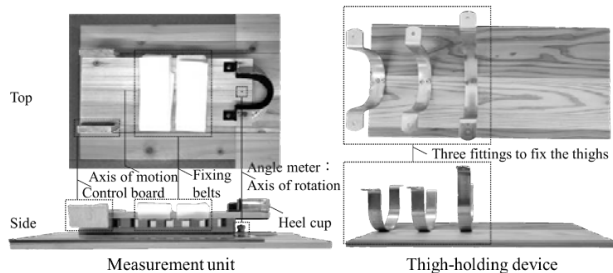 Top
Axis of motion
Control board
Fixing
belts
Angle meter：
Axis of rotation
Three fittings to fix the thighs
Side
Heel cup
Measurement unit
Thigh-holding device